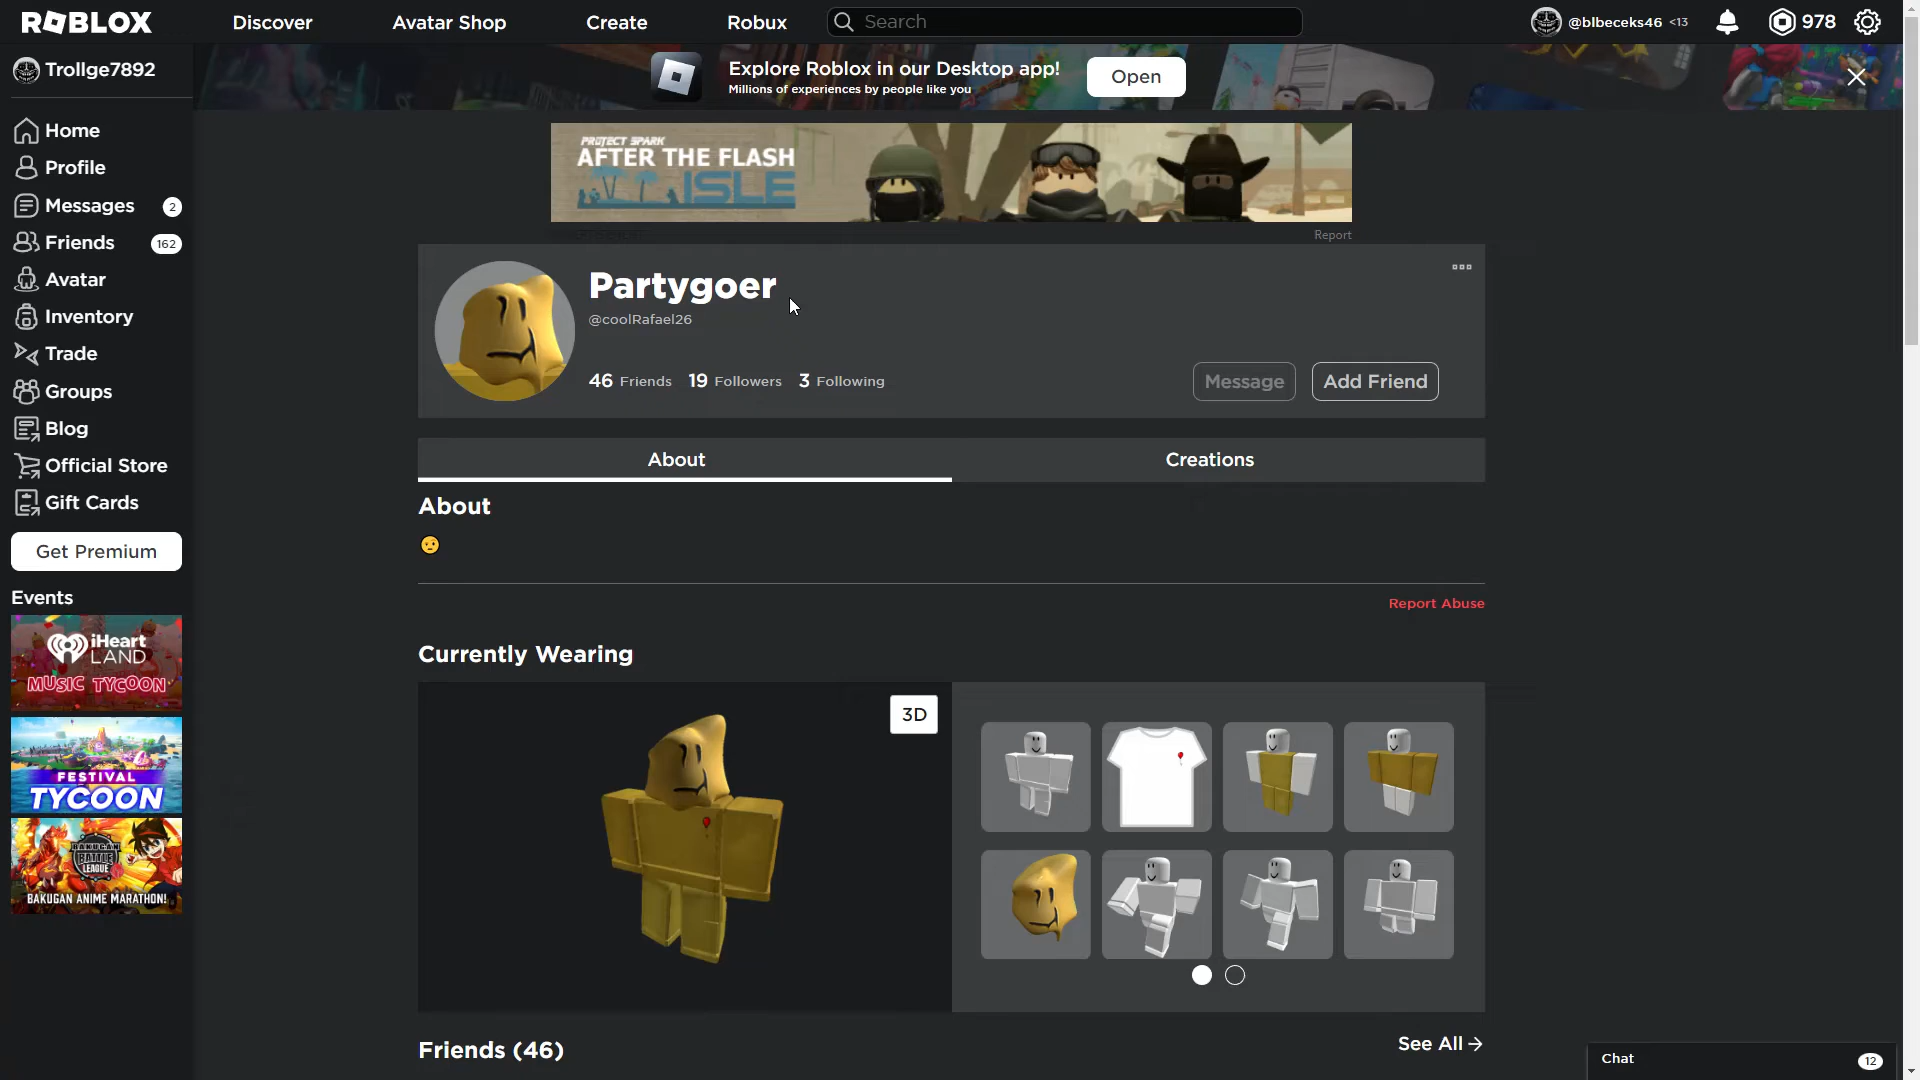 ROBLOX
Discover
Avatar Shop
Create
Robux
Search
@blbeceks46 <13
978
Trollge7892
Explore Roblox in our Desktop app!
Millions of experiences by people like you
Open
Home
Profile
Messages 2
Friends 162
Avatar
Inventory
Trade
Groups
Blog
Official Store
Gift Cards
Get Premium
Events
iHeart
LAND
MUSIC TYCOON
FESTIVAL
TYCOON
BAKUGAN
BATTLE
LEAGUE
BAKUGAN ANIME MARATHON!
PROJECT SPARK
AFTER THE FLASH
ISLE
Report
Partygoer
@coolRafael26
46 Friends 19 Followers 3 Following
Message
Add Friend
About
Creations
About
Report Abuse
Currently Wearing
3D
Friends (46)
See All
Chat
12